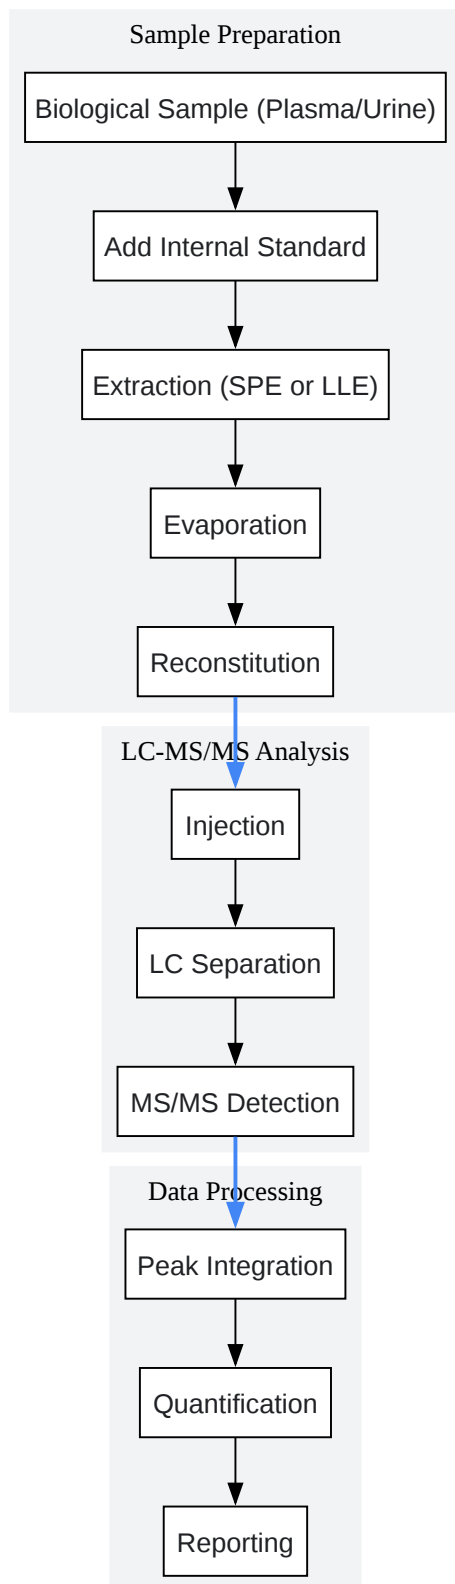 Sample Preparation
Biological Sample (Plasma/Urine)
Add Internal Standard
Extraction (SPE or LLE)
Evaporation
Reconstitution
LC-MS/MS Analysis
Injection
LC Separation
MS/MS Detection
Data Processing
Peak Integration
Quantification
Reporting